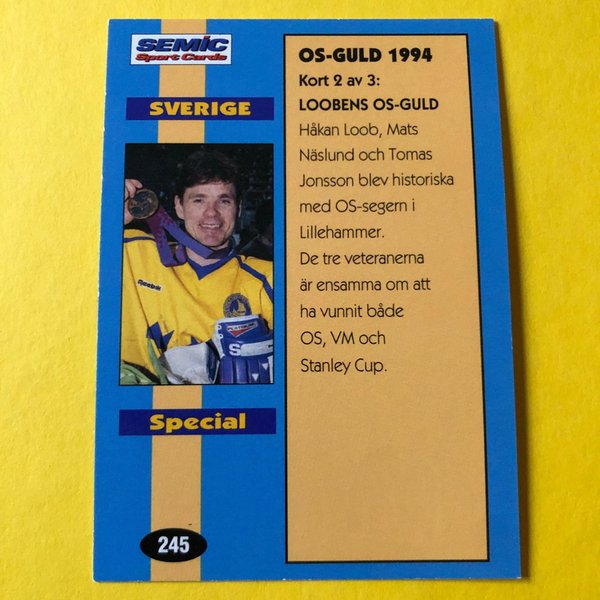 SEMIC
Sport Cards
SVERIGE
Reebok
Special
245
OS-GULD 1994
Kort 2 av 3:
LOOBENS OS-GULD
Håkan Loob, Mats
Näslund och Tomas
Jonsson blev historiska
med OS-segern i
Lillehammer.
De tre veteranerna
är ensamma om att
ha vunnit både
OS, VM och
Stanley Cup.